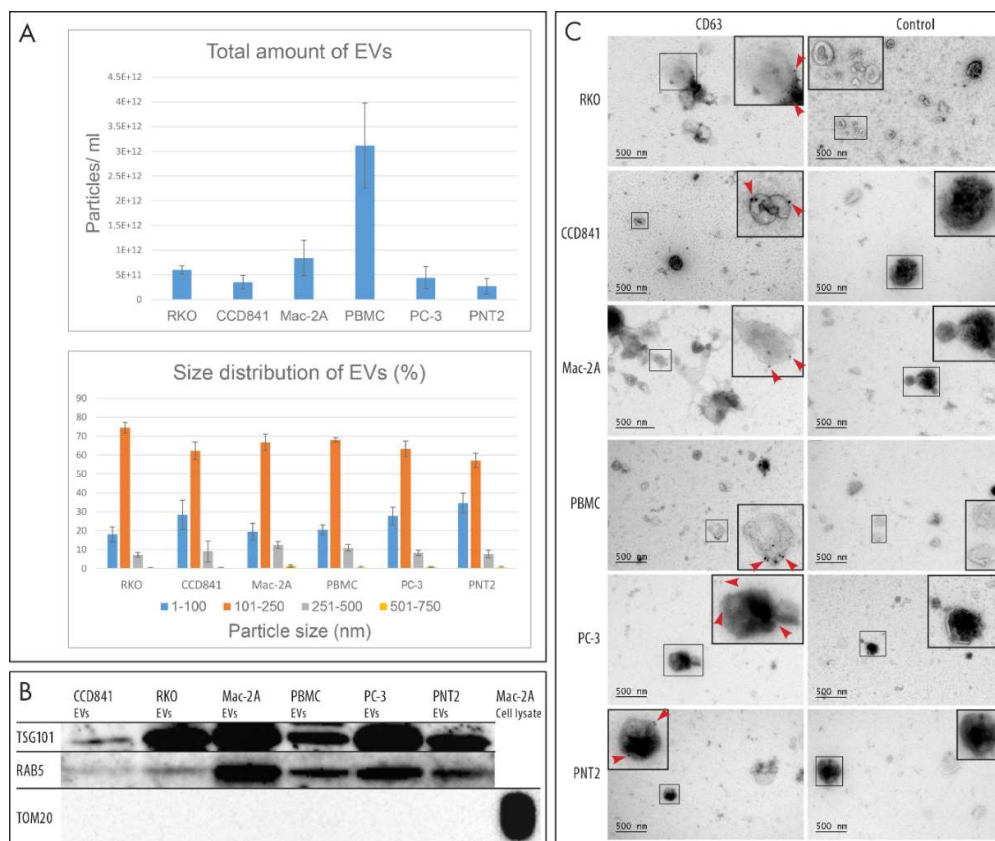 A
Total amount of EVs
Particles/ ml
4.5E+12
4E+12
3.5E+12
3E+12
2.5E+12
2E+12
1.5E+12
1E+12
5E+11
0
RKO CCD841 Mac-2A PBMC PC-3 PNT2
Size distribution of EVs (%)
90
80
70
60
50
40
30
20
10
0
RKO CCD841 Mac-2A PBMC PC-3 PNT2
1-100 101-250 251-500 501-750
Particle size (nm)
B
CCD841 RKO Mac-2A PBMC PC-3 PNT2 Mac-2A
EVs EVs EVs EVs EVs EVs Cell lysate
TSG101
RAB5
TOM20
C
CD63 Control
RKO
500 nm 500 nm
CCD841
500 nm 500 nm
Mac-2A
500 nm 500 nm
PBMC
500 nm 500 nm
PC-3
500 nm 500 nm
PNT2
500 nm 500 nm